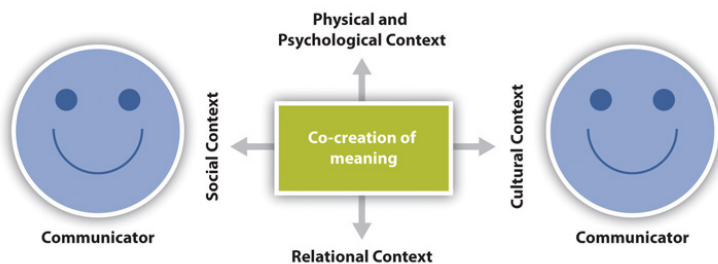 Physical and
Psychological Context
Social Context
Co-creation of
meaning
Cultural Context
Communicator
Relational Context
Communicator